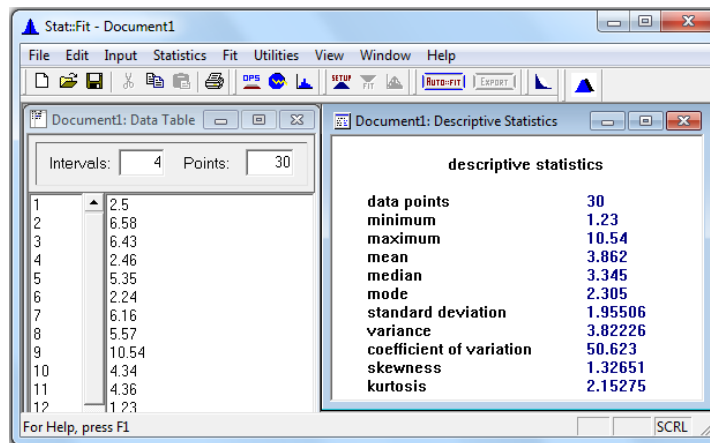 Stat::Fit - Document1
File Edit Input Statistics Fit Utilities View Window Help
OPS SETUP FIT AUTO::FIT EXPORT
Document1: Data Table
Intervals: 4 Points: 30
1 2.5
2 6.58
3 6.43
4 2.46
5 5.35
6 2.24
7 6.16
8 5.57
9 10.54
10 4.34
11 4.36
12 1.23
Document1: Descriptive Statistics
descriptive statistics
data points 30
minimum 1.23
maximum 10.54
mean 3.862
median 3.345
mode 2.305
standard deviation 1.95506
variance 3.82226
coefficient of variation 50.623
skewness 1.32651
kurtosis 2.15275
For Help, press F1 SCRL